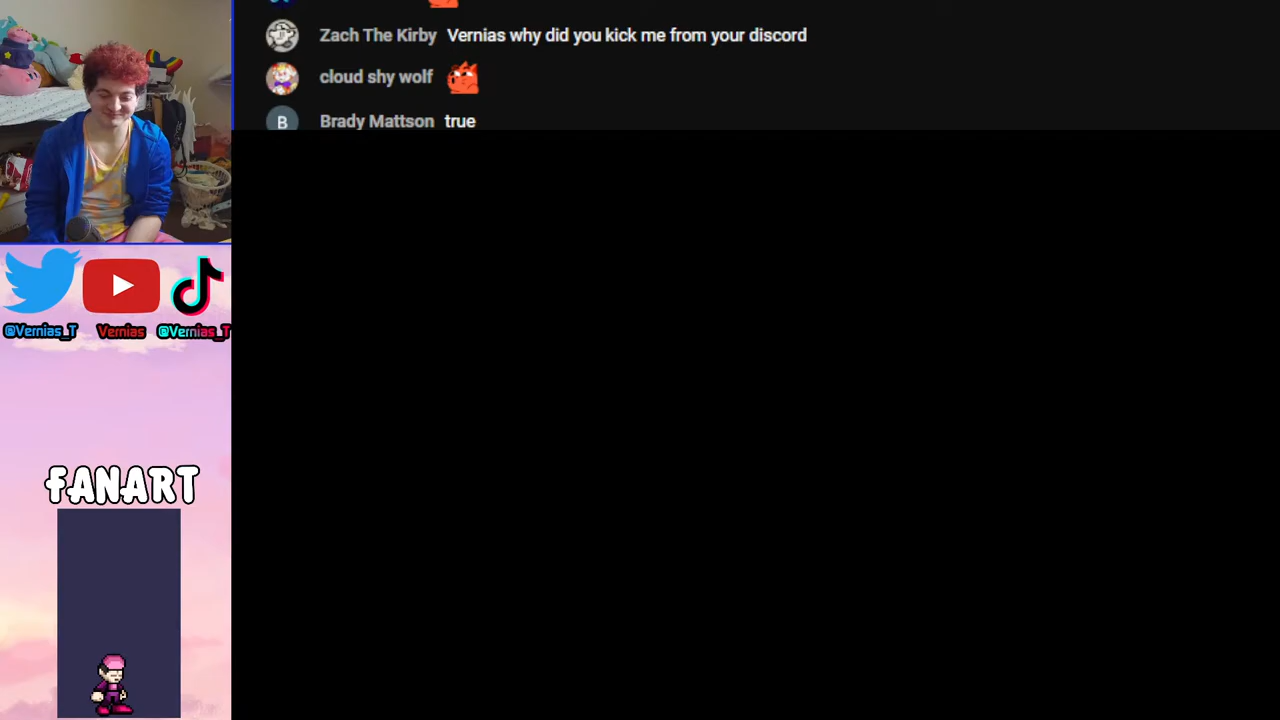 Zach The Kirby Vernias why did you kick me from your discord
cloud shy wolf
Brady Mattson true
B
@Vernias_T Vernias @Vernias_T
FANART